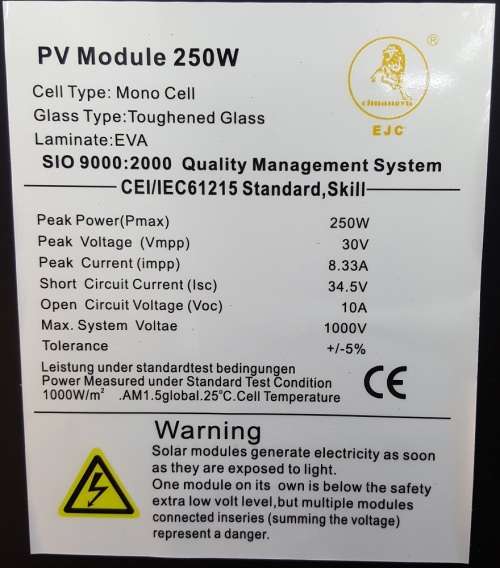 PV Module 250W
®
Cell Type: Mono Cell
Glass Type:Toughened Glass
EJC
Laminate:EVA
SIO 9000:2000 Quality Management System
CEI/IEC61215 Standard,Skill
Peak Power(Pmax) 250W
Peak Voltage (Vmpp) 30V
Peak Current (impp) 8.33A
Short Circuit Current (Isc) 34.5V
Open Circuit Voltage (Voc) 10A
Max. System Voltae 1000V
Tolerance +/-5%
Leistung under standardtest bedingungen
Power Measured under Standard Test Condition
1000W/m² .AM1.5global.25°C.Cell Temperature
CE
Warning
Solar modules generate electricity as soon
as they are exposed to light.
One module on its own is below the safety
extra low volt level,but multiple modules
connected inseries (summing the voltage)
represent a danger.